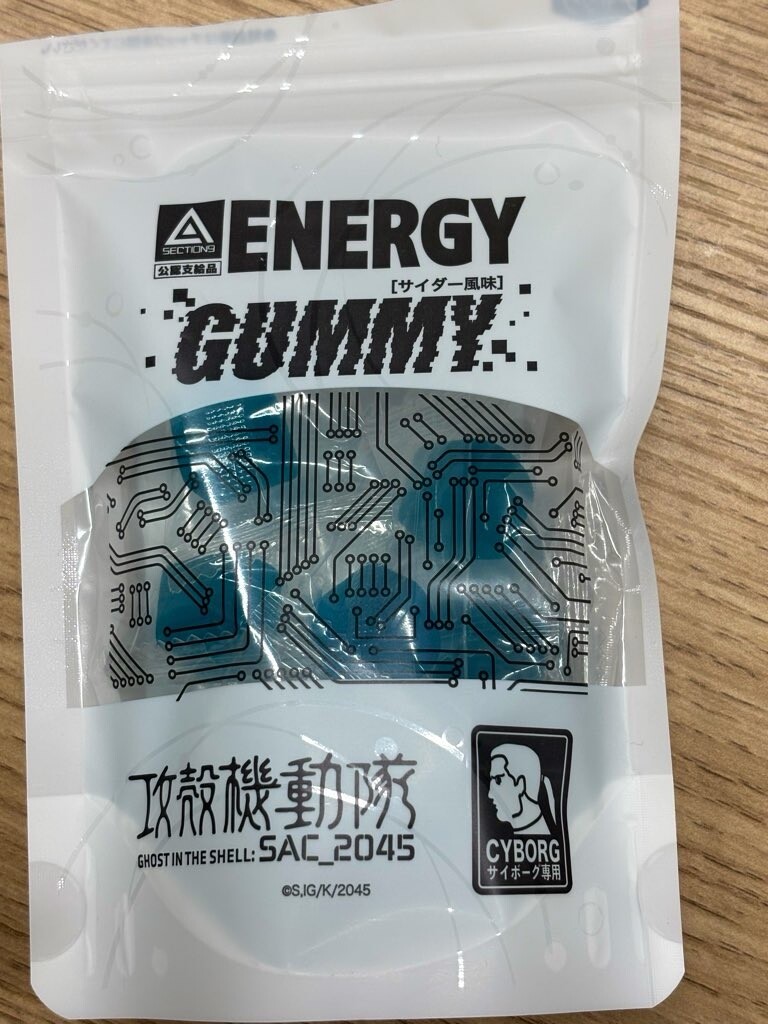 SECTION9
公認支給品
ENERGY
[サイダー風味]
GUMMY
攻殻機動隊
GHOST IN THE SHELL: SAC_2045
©S,IG/K/2045
CYBORG
サイボーグ専用